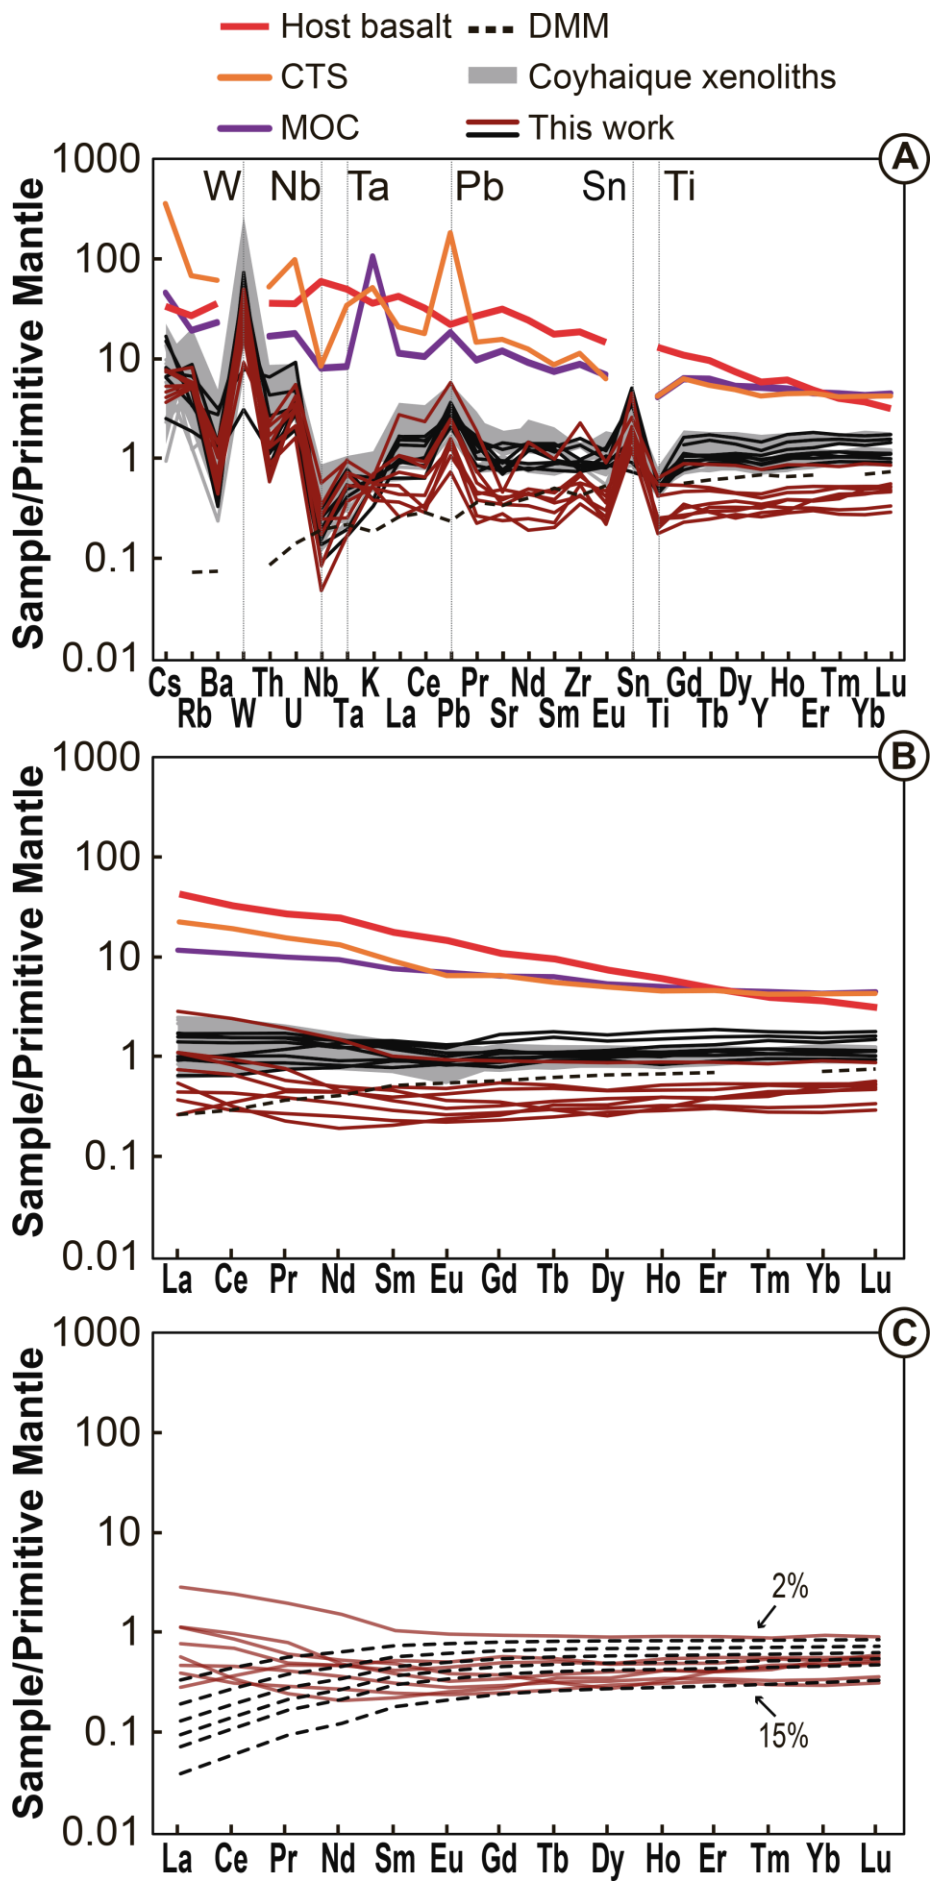 Host basalt DMM
CTS Coyhaique xenoliths
MOC This work
A
1000
W Nb Ta Pb Sn Ti
100
10
1
0.1
0.01
Sample/Primitive Mantle
Cs Ba Th Nb K Ce Pr Nd Zr Sn Gd Dy Ho Tm Lu
Rb W U Ta La Pb Sr Sm Eu Ti Tb Y Er Yb
B
1000
100
10
1
0.1
0.01
Sample/Primitive Mantle
La Ce Pr Nd Sm Eu Gd Tb Dy Ho Er Tm Yb Lu
C
1000
100
10
1
0.1
0.01
Sample/Primitive Mantle
2%
15%
La Ce Pr Nd Sm Eu Gd Tb Dy Ho Er Tm Yb Lu